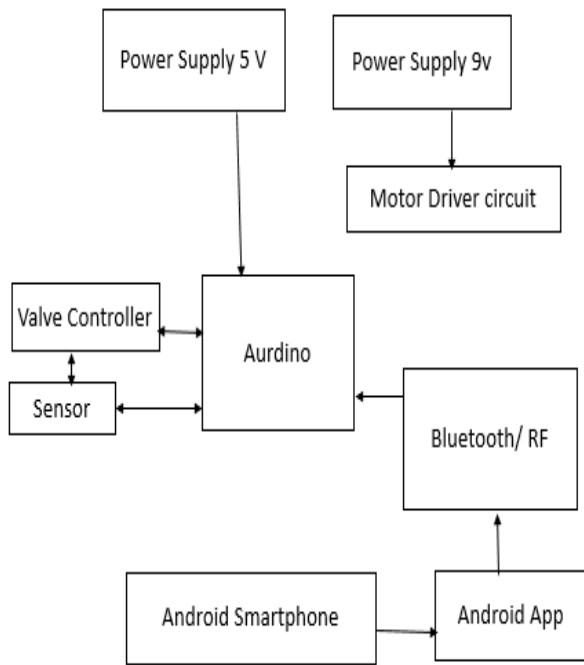 Power Supply 5 V
Power Supply 9v
Motor Driver circuit
Valve Controller
Aurdino
Sensor
Bluetooth/ RF
Android Smartphone
Android App